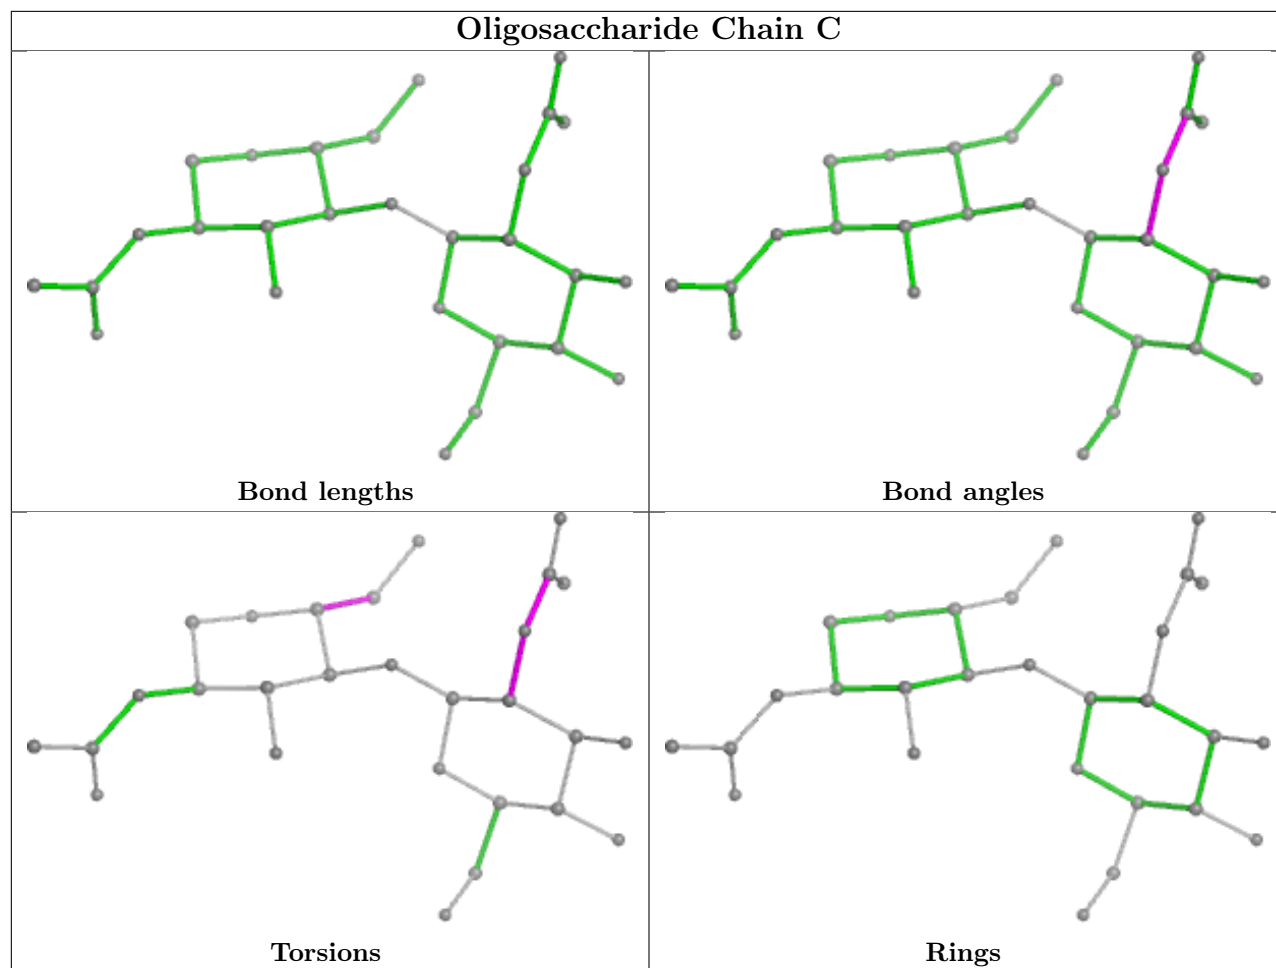 Oligosaccharide Chain C
Bond lengths
Bond angles
Torsions
Rings